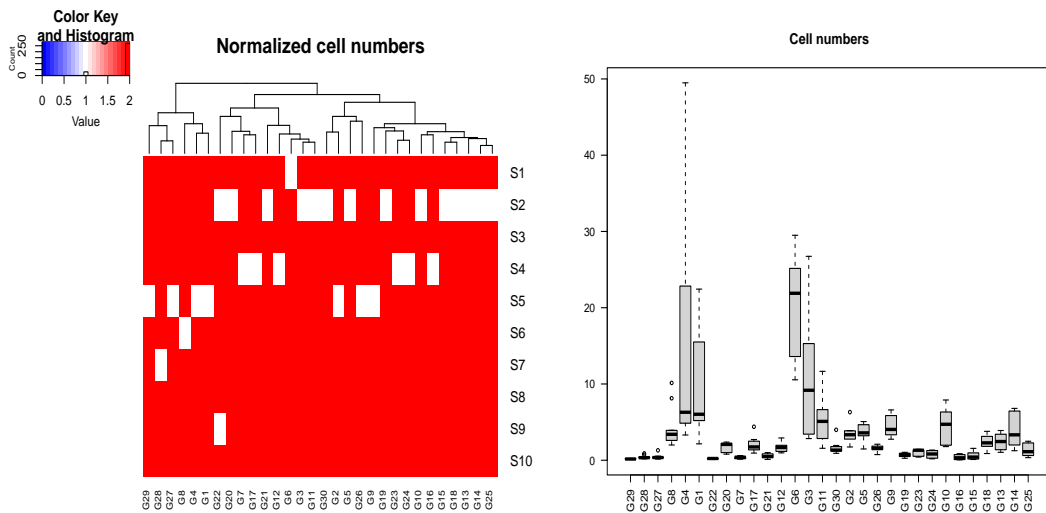 Color Key
and Histogram
Count
0 250
0 0.5 1 1.5 2
Value
Normalized cell numbers
S1
S2
S3
S4
S5
S6
S7
S8
S9
S10
G29 G28 G27 G8 G4 G1 G22 G20 G7 G17 G21 G12 G6 G3 G11 G30 G2 G5 G26 G9 G19 G23 G24 G10 G16 G15 G18 G13 G14 G25
Cell numbers
50
40
30
20
10
0
G29 G28 G27 G8 G4 G1 G22 G20 G7 G17 G21 G12 G6 G3 G11 G30 G2 G5 G26 G9 G19 G23 G24 G10 G16 G15 G18 G13 G14 G25